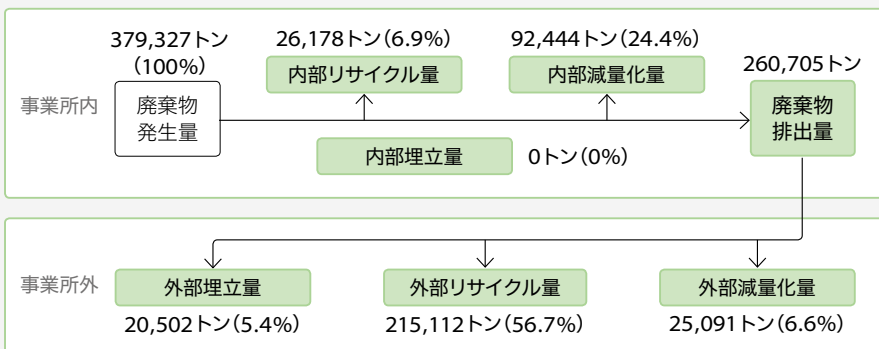 379,327トン
(100%)
26,178トン(6.9%)
92,444トン(24.4%)
260,705トン
事業所内
廃棄物
発生量
内部リサイクル量
内部減量化量
廃棄物
排出量
内部埋立量
0トン(0%)
事業所外
外部埋立量
外部リサイクル量
外部減量化量
20,502トン(5.4%)
215,112トン(56.7%)
25,091トン(6.6%)